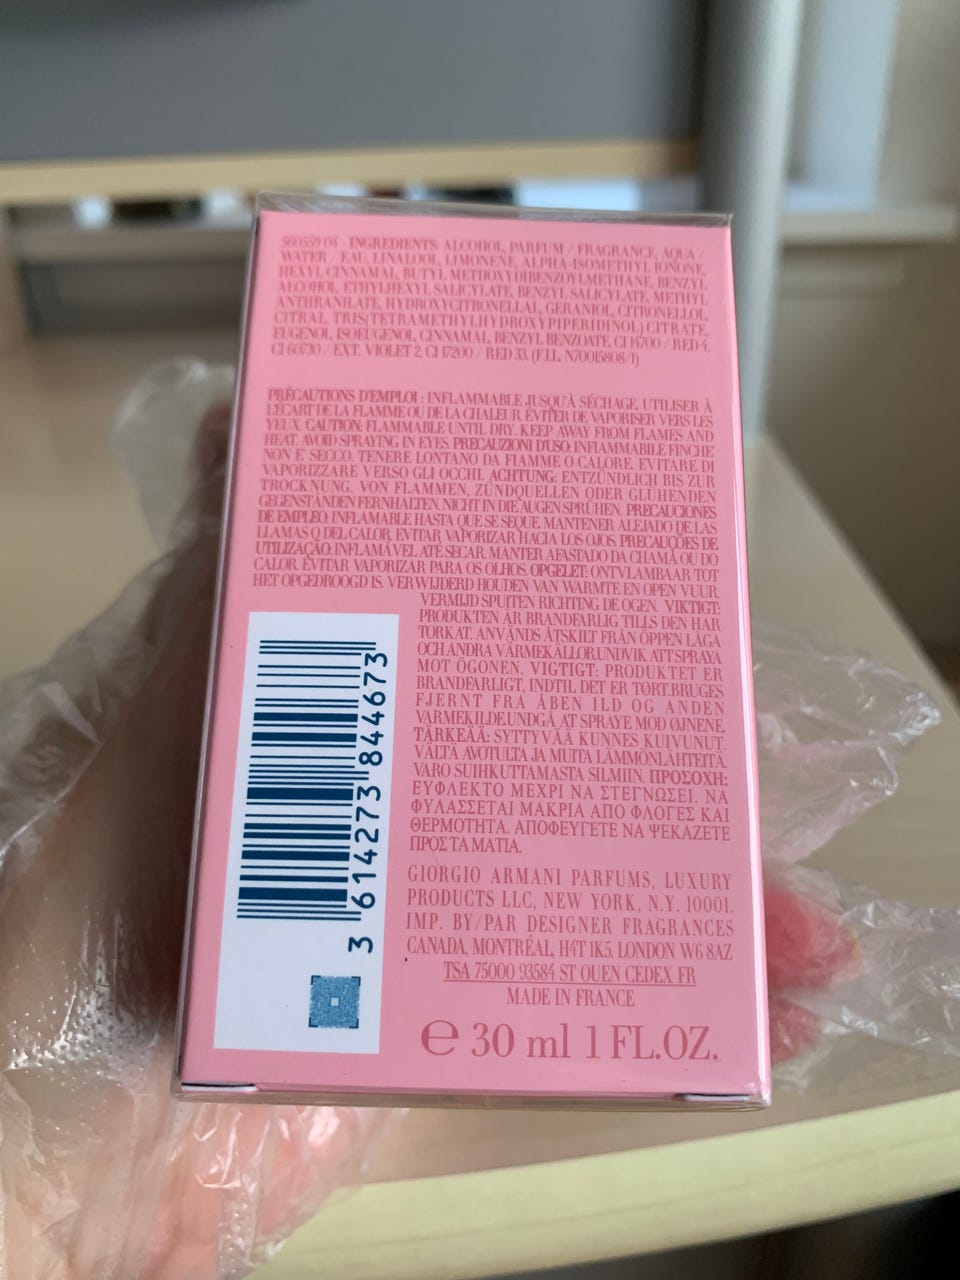 560559 04 - INGREDIENTS: ALCOHOL, PARFUM / FRAGRANCE, AQUA /
WATER / EAU, LINALOOL, LIMONENE, ALPHA-ISOMETHYL IONONE,
HEXYL CINNAMAL, BUTYL METHOXYDIBENZOYLMETHANE, BENZYL
ALCOHOL, ETHYLHEXYL SALICYLATE, BENZYL SALICYLATE, METHYL
ANTHRANILATE, HYDROXYCITRONELLAL, GERANIOL, CITRONELLOL,
CITRAL, TRIS(TETRAMETHYLHYDROXYPIPERIDINOL) CITRATE,
EUGENOL, ISOEUGENOL, CINNAMAL, BENZYL BENZOATE, CI 14700 / RED 4,
CI 60730 / EXT. VIOLET 2, CI 17200 / RED 33. (F.I.L. N70015808/1)
PRÉCAUTIONS D'EMPLOI : INFLAMMABLE JUSQU'À SÉCHAGE. UTILISER À
L'ÉCART DE LA FLAMME OU DE LA CHALEUR. ÉVITER DE VAPORISER VERS LES
YEUX. CAUTION: FLAMMABLE UNTIL DRY. KEEP AWAY FROM FLAMES AND
HEAT. AVOID SPRAYING IN EYES. PRECAUZIONI D'USO: INFIAMMABILE FINCHE'
NON E' SECCO. TENERE LONTANO DA FIAMME O CALORE. EVITARE DI
VAPORIZZARE VERSO GLI OCCHI. ACHTUNG: ENTZÜNDLICH BIS ZUR
TROCKNUNG, VON FLAMMEN, ZÜNDQUELLEN ODER GLÜHENDEN
GEGENSTÄNDEN FERNHALTEN. NICHT IN DIE AUGEN SPRÜHEN. PRECAUCIONES
DE EMPLEO: INFLAMABLE HASTA QUE SE SEQUE. MANTENER ALEJADO DE LAS
LLAMAS O DEL CALOR. EVITAR VAPORIZAR HACIA LOS OJOS. PRECAUÇÕES DE
UTILIZAÇÃO: INFLAMÁVEL ATÉ SECAR. MANTER AFASTADO DA CHAMA OU DO
CALOR. EVITAR VAPORIZAR PARA OS OLHOS. OPGELET: ONTVLAMBAAR TOT
HET OPGEDROOGD IS. VERWIJDERD HOUDEN VAN WARMTE EN OPEN VUUR.
VERMIJD SPUITEN RICHTING DE OGEN. VIKTIGT:
PRODUKTEN ÄR BRANDFARLIG TILLS DEN HAR
TORKAT. ANVÄNDS ÅTSKILT FRÅN ÖPPEN LÅGA
OCH ANDRA VÄRMEKÄLLOR. UNDVIK ATT SPRAYA
MOT ÖGONEN. VIGTIGT: PRODUKTET ER
BRANDFARLIGT, INDTIL DET ER TØRT. BRUGES
FJERNT FRA ÅBEN ILD OG ANDEN
VARMEKILDE. UNDGÅ AT SPRAYE MOD ØJNENE.
TÄRKEÄÄ: SYTTYVÄÄ KUNNES KUIVUNUT.
VÄLTÄ AVOTULTA JA MUITA LÄMMÖNLÄHTEITÄ.
VARO SUIHKUTTAMASTA SILMIIN. ΠΡΟΣΟΧΗ:
ΕΥΦΛΕΚΤΟ ΜΕΧΡΙ ΝΑ ΣΤΕΓΝΩΣΕΙ. ΝΑ
ΦΥΛΑΣΣΕΤΑΙ ΜΑΚΡΙΑ ΑΠΟ ΦΛΟΓΕΣ ΚΑΙ
ΘΕΡΜΟΤΗΤΑ. ΑΠΟΦΕΥΓΕΤΕ ΝΑ ΨΕΚΑΖΕΤΕ
ΠΡΟΣ ΤΑ ΜΑΤΙΑ.
GIORGIO ARMANI PARFUMS, LUXURY
PRODUCTS LLC, NEW YORK, N.Y. 10001.
IMP. BY/PAR DESIGNER FRAGRANCES
CANADA, MONTRÉAL, H4T 1K5. LONDON W6 8AZ
TSA 75000 93584 ST OUEN CEDEX FR
MADE IN FRANCE
℮ 30 ml 1 FL.OZ.
3 614273 844673